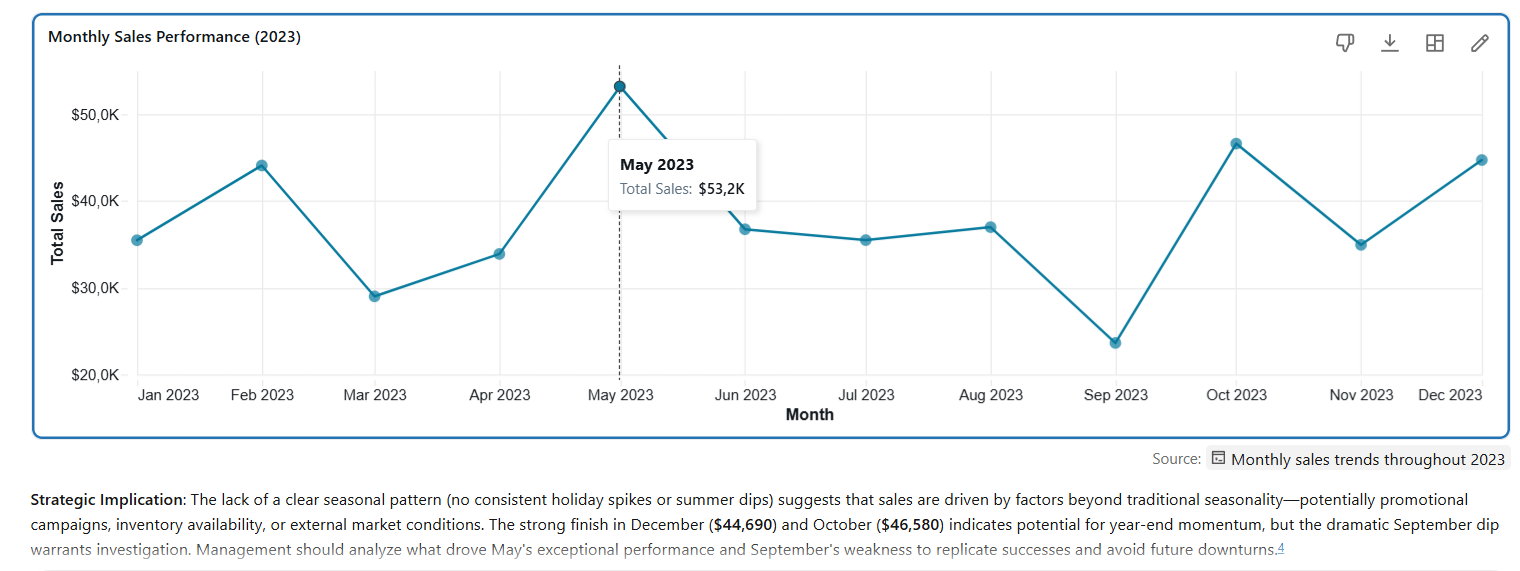 Monthly Sales Performance (2023)
$50,0K
$40,0K
$30,0K
$20,0K
Total Sales
May 2023
Total Sales: $53,2K
Jan 2023
Feb 2023
Mar 2023
Apr 2023
May 2023
Jun 2023
Jul 2023
Aug 2023
Sep 2023
Oct 2023
Nov 2023
Dec 2023
Month
Source: Monthly sales trends throughout 2023
Strategic Implication: The lack of a clear seasonal pattern (no consistent holiday spikes or summer dips) suggests that sales are driven by factors beyond traditional seasonality—potentially promotional
campaigns, inventory availability, or external market conditions. The strong finish in December ($44,690) and October ($46,580) indicates potential for year-end momentum, but the dramatic September dip
warrants investigation. Management should analyze what drove May's exceptional performance and September's weakness to replicate successes and avoid future downturns.4